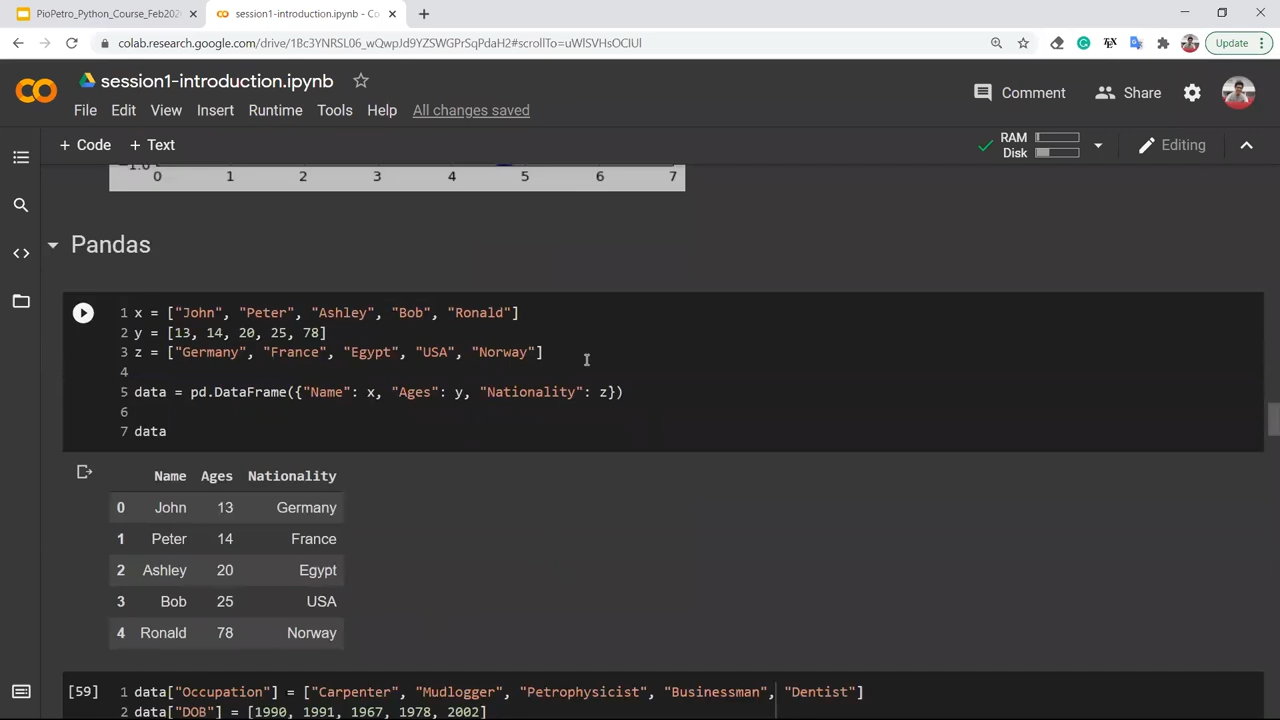 PioPetro_Python_Course_Feb202
session1-introduction.ipynb - Co
colab.research.google.com/drive/1Bc3YNRSL06_wQwpJd9YZSWGPrSqPdaH2#scrollTo=uWlSVHsOCIUl
Update
session1-introduction.ipynb
File Edit View Insert Runtime Tools Help All changes saved
Comment Share
+ Code + Text
RAM
Disk
Editing
-1.0
0 1 2 3 4 5 6 7
Pandas
1 x = ["John", "Peter", "Ashley", "Bob", "Ronald"]
2 y = [13, 14, 20, 25, 78]
3 z = ["Germany", "France", "Egypt", "USA", "Norway"]
4
5 data = pd.DataFrame({"Name": x, "Ages": y, "Nationality": z})
6
7 data
Name Ages Nationality
0 John 13 Germany
1 Peter 14 France
2 Ashley 20 Egypt
3 Bob 25 USA
4 Ronald 78 Norway
[59] 1 data["Occupation"] = ["Carpenter", "Mudlogger", "Petrophysicist", "Businessman", "Dentist"]
2 data["DOB"] = [1990, 1991, 1967, 1978, 2002]